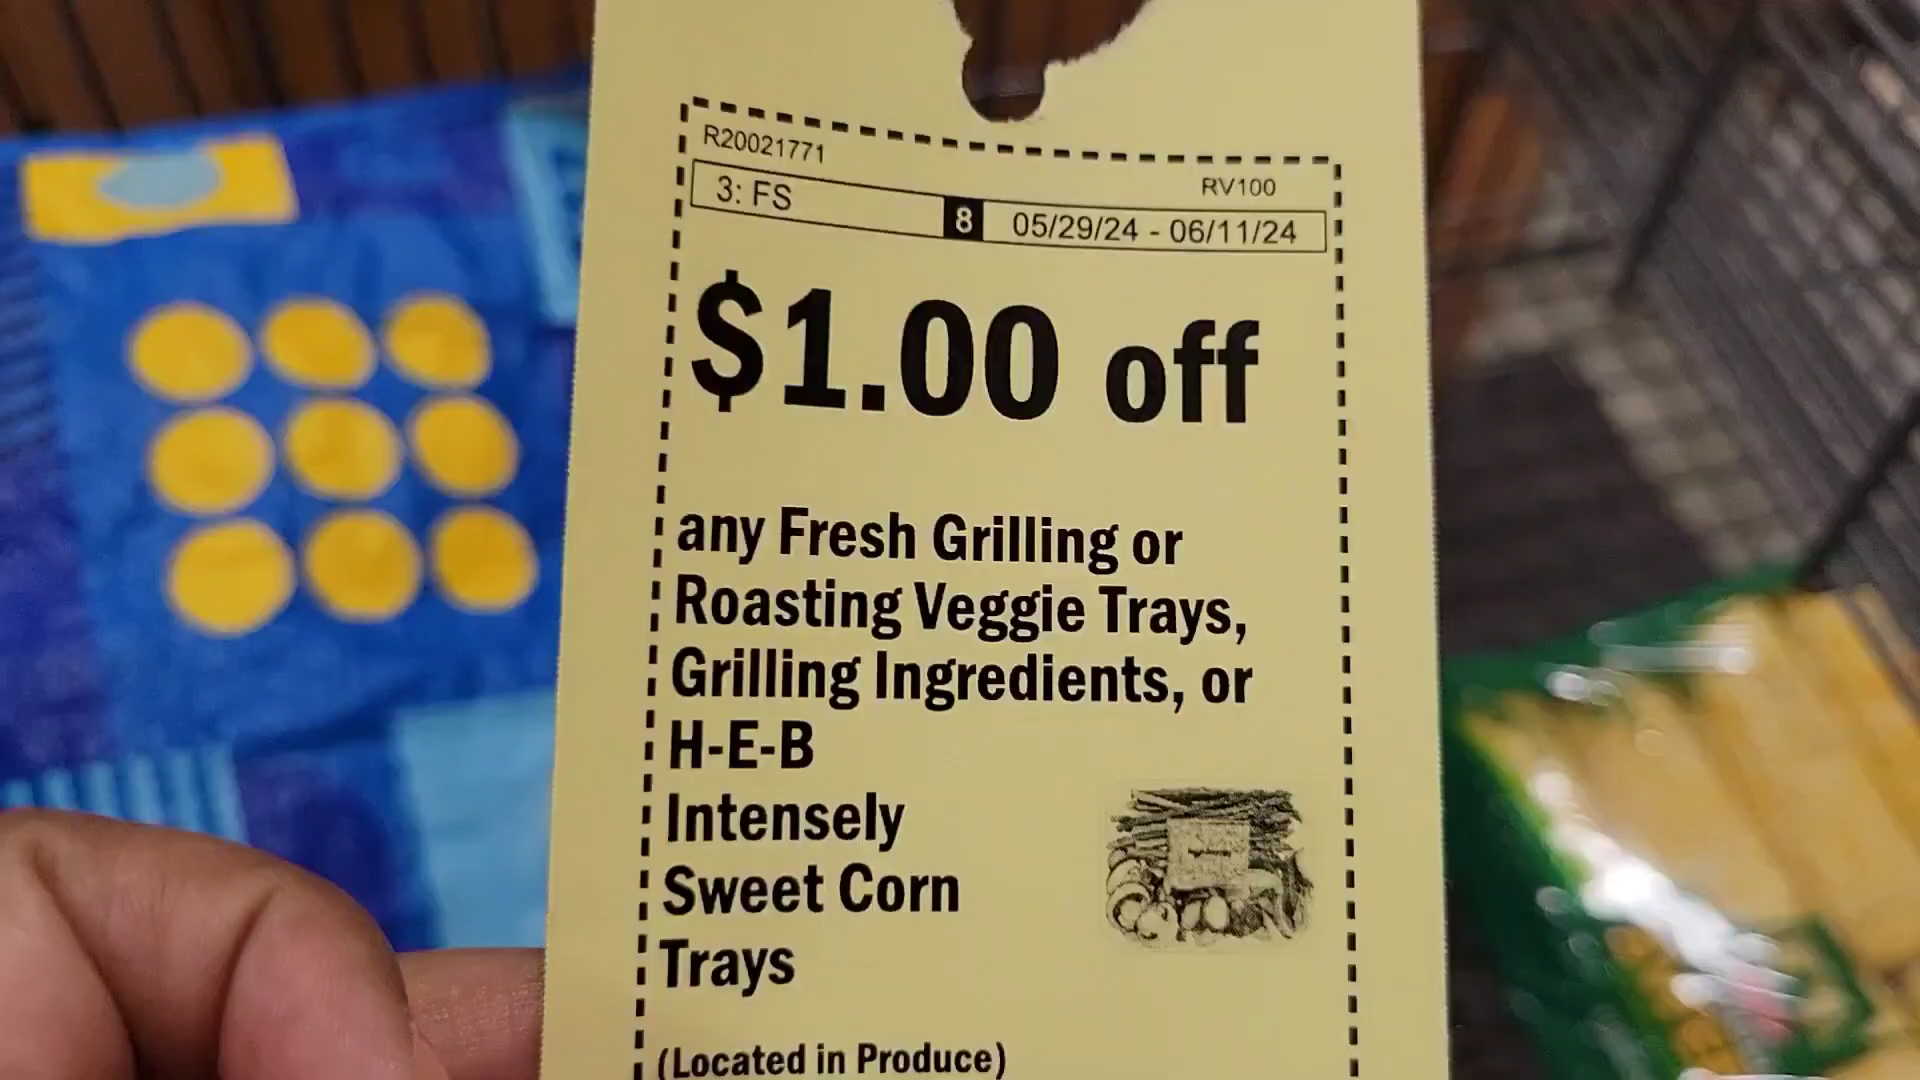 R20021771
RV100
3: FS 8 05/29/24 - 06/11/24
$1.00 off
any Fresh Grilling or
Roasting Veggie Trays,
Grilling Ingredients, or
H-E-B
Intensely
Sweet Corn
Trays
(Located in Produce)